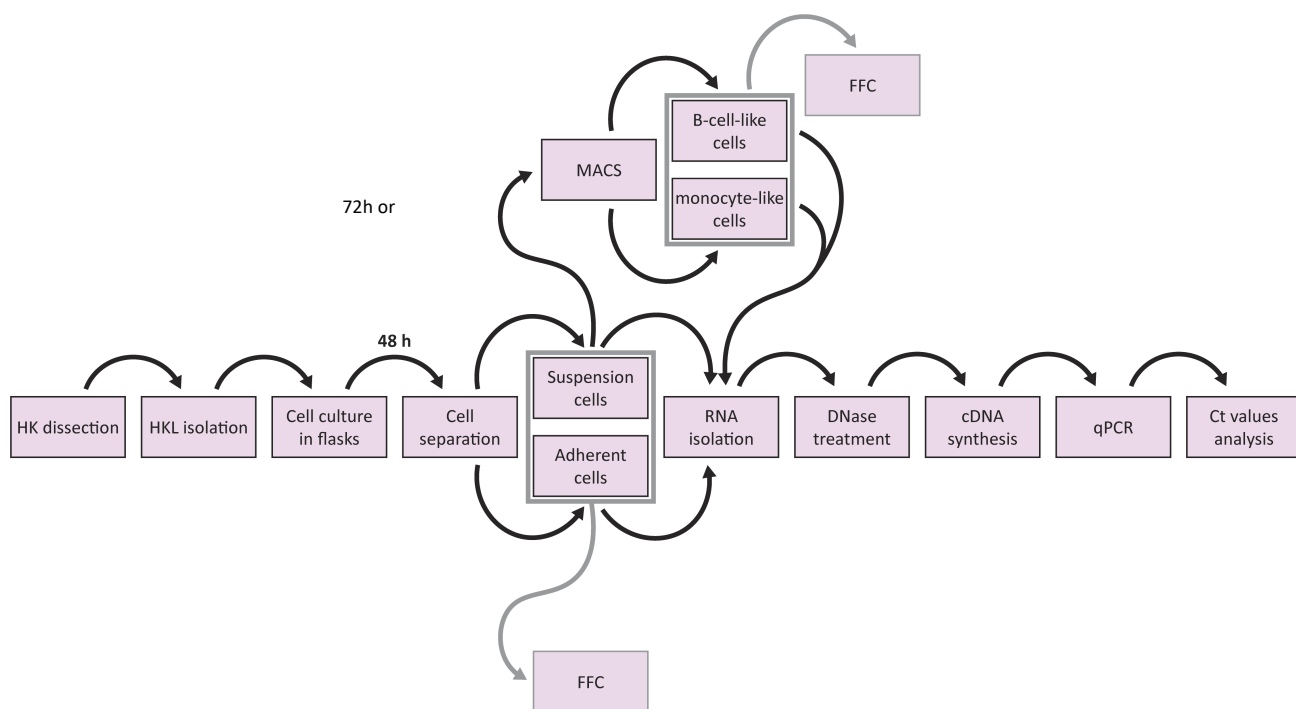 FFC
B-cell-like
cells
MACS
monocyte-like
cells
72h or
48 h
HK dissection
HKL isolation
Cell culture
in flasks
Cell
separation
Suspension
cells
Adherent
cells
RNA
isolation
DNase
treatment
cDNA
synthesis
qPCR
Ct values
analysis
FFC